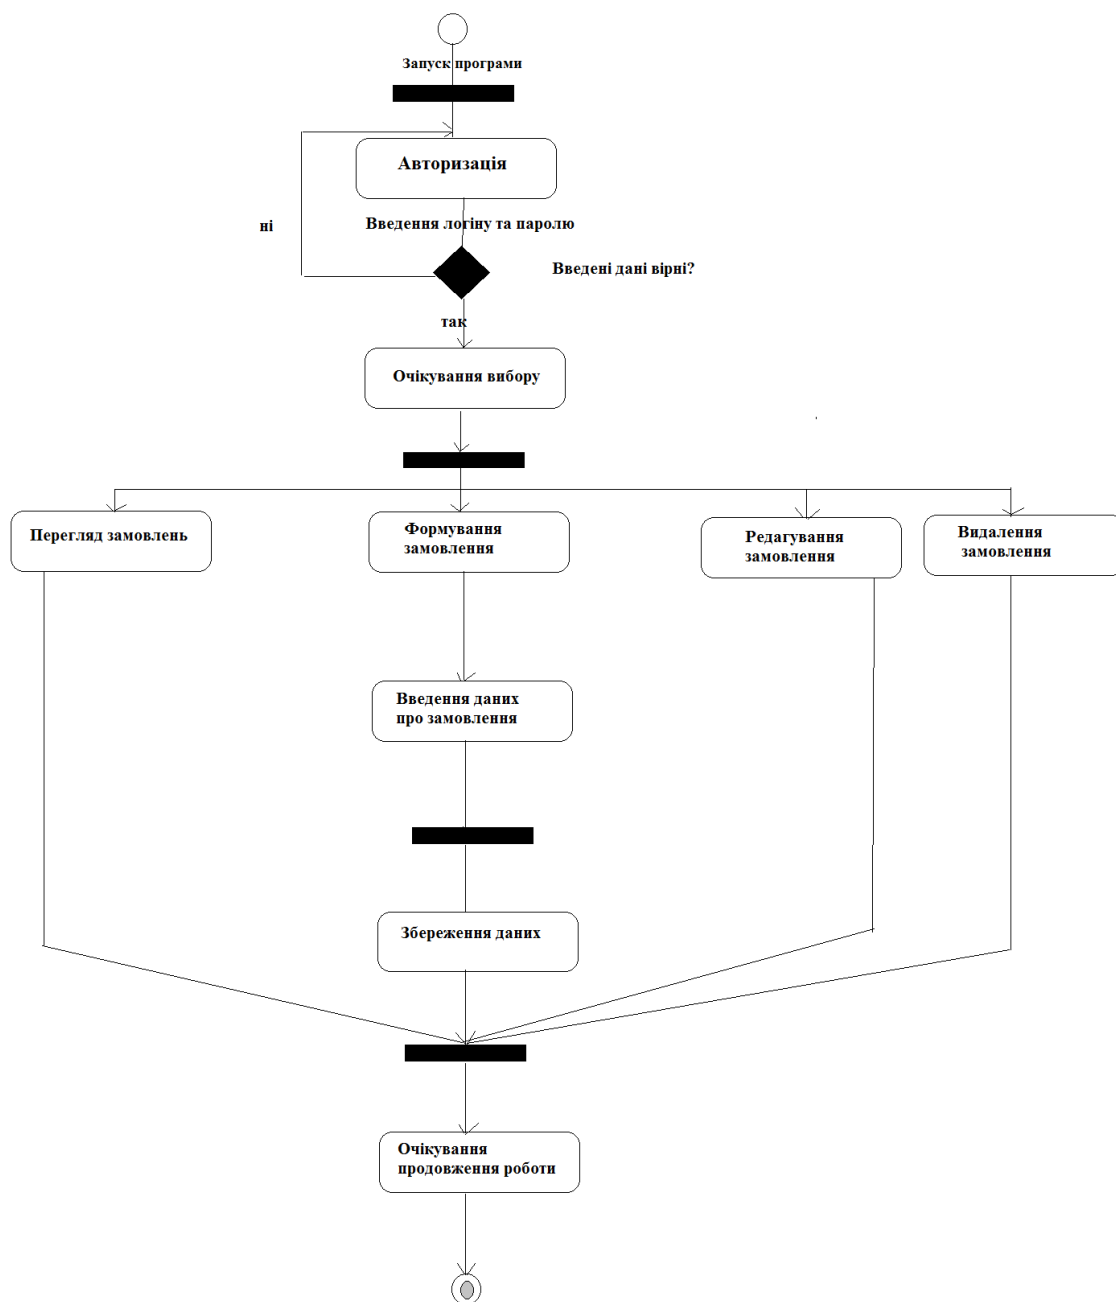 Запуск програми
Авторизація
ні
Введення логіну та паролю
Введені дані вірні?
так
Очікування вибору
Перегляд замовлень
Формування
замовлення
Редагування
замовлення
Видалення
замовлення
Введення даних
про замовлення
Збереження даних
Очікування
продовження роботи